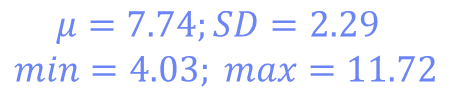 μ = 7.74; SD = 2.29
min = 4.03; max = 11.72